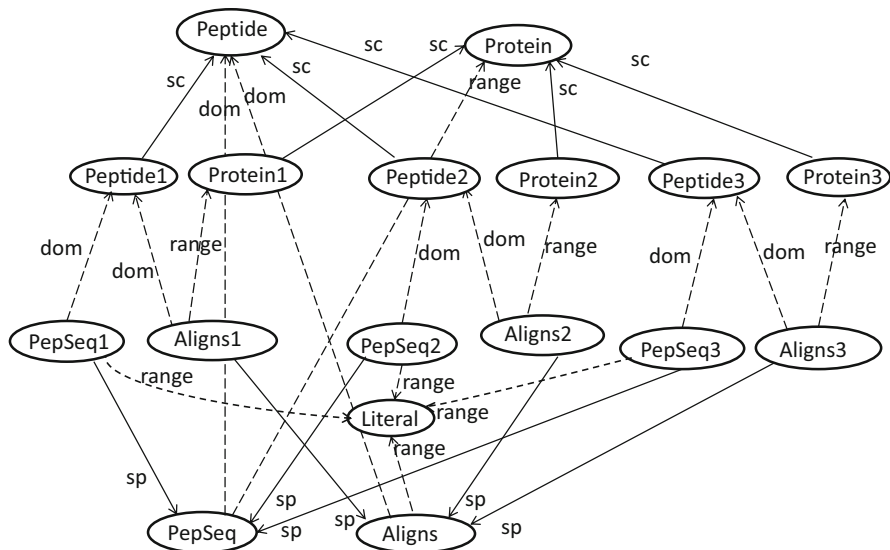 Peptide
Protein
sc
sc
sc
sc
sc
range
dom
dom
Peptide1
Protein1
Peptide2
Protein2
Peptide3
Protein3
dom
dom
range
dom
dom
range
dom
dom
range
PepSeq1
Aligns1
PepSeq2
Aligns2
PepSeq3
Aligns3
range
range
Literal
range
range
sp
sp
sp
sp
sp
sp
PepSeq
Aligns